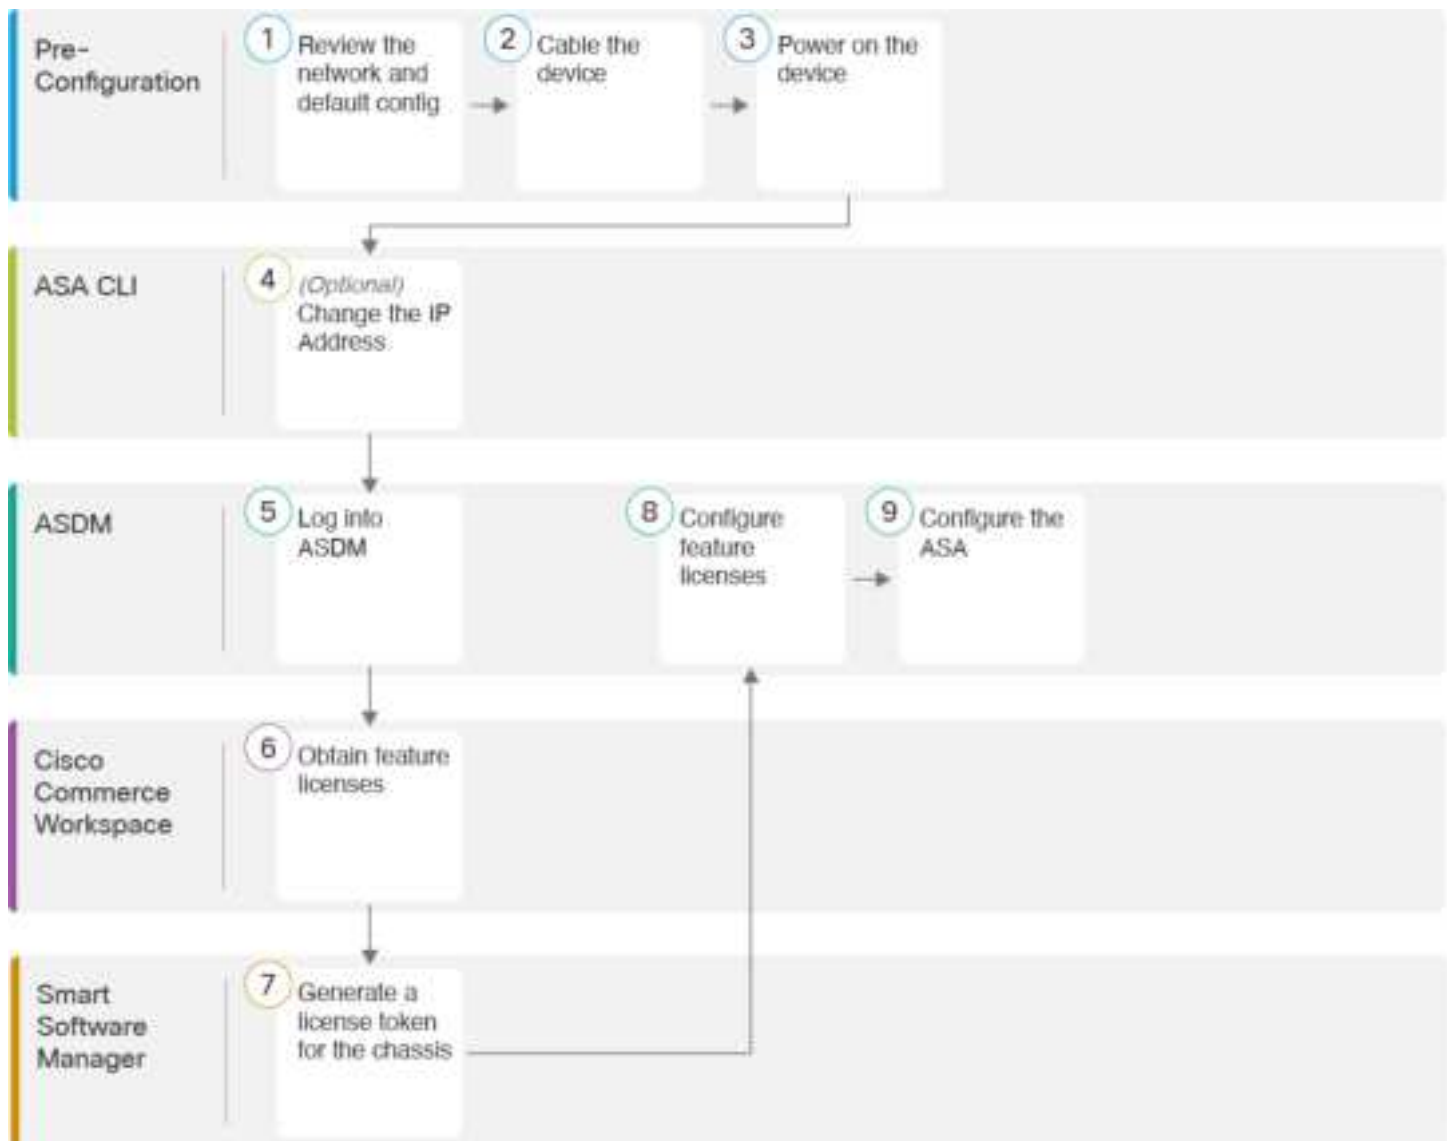 Pre-
Configuration
1
Review the
network and
default config
2
Cable the
device
3
Power on the
device
ASA CLI
4
(Optional)
Change the IP
Address
ASDM
5
Log into
ASDM
8
Configure
feature
licenses
9
Configure the
ASA
Cisco
Commerce
Workspace
6
Obtain feature
licenses
Smart
Software
Manager
7
Generate a
license token
for the chassis